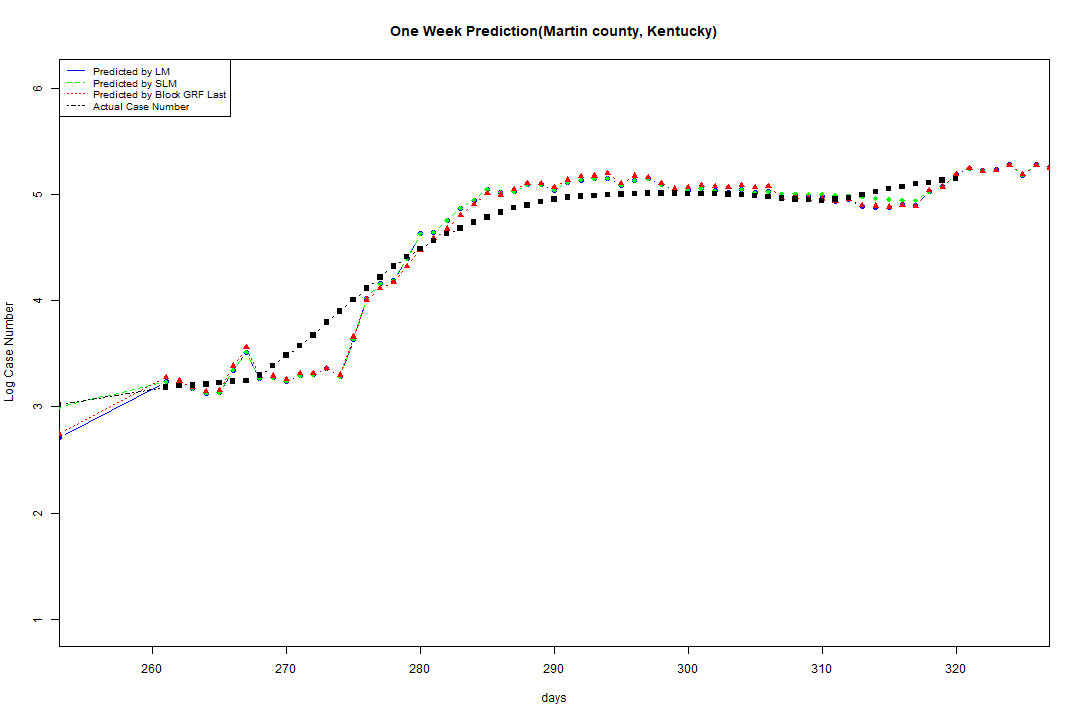 One Week Prediction(Martin county, Kentucky)
Predicted by LM
Predicted by SLM
Predicted by Block GRF Last
Actual Case Number
6
5
4
3
2
1
Log Case Number
260 270 280 290 300 310 320
days